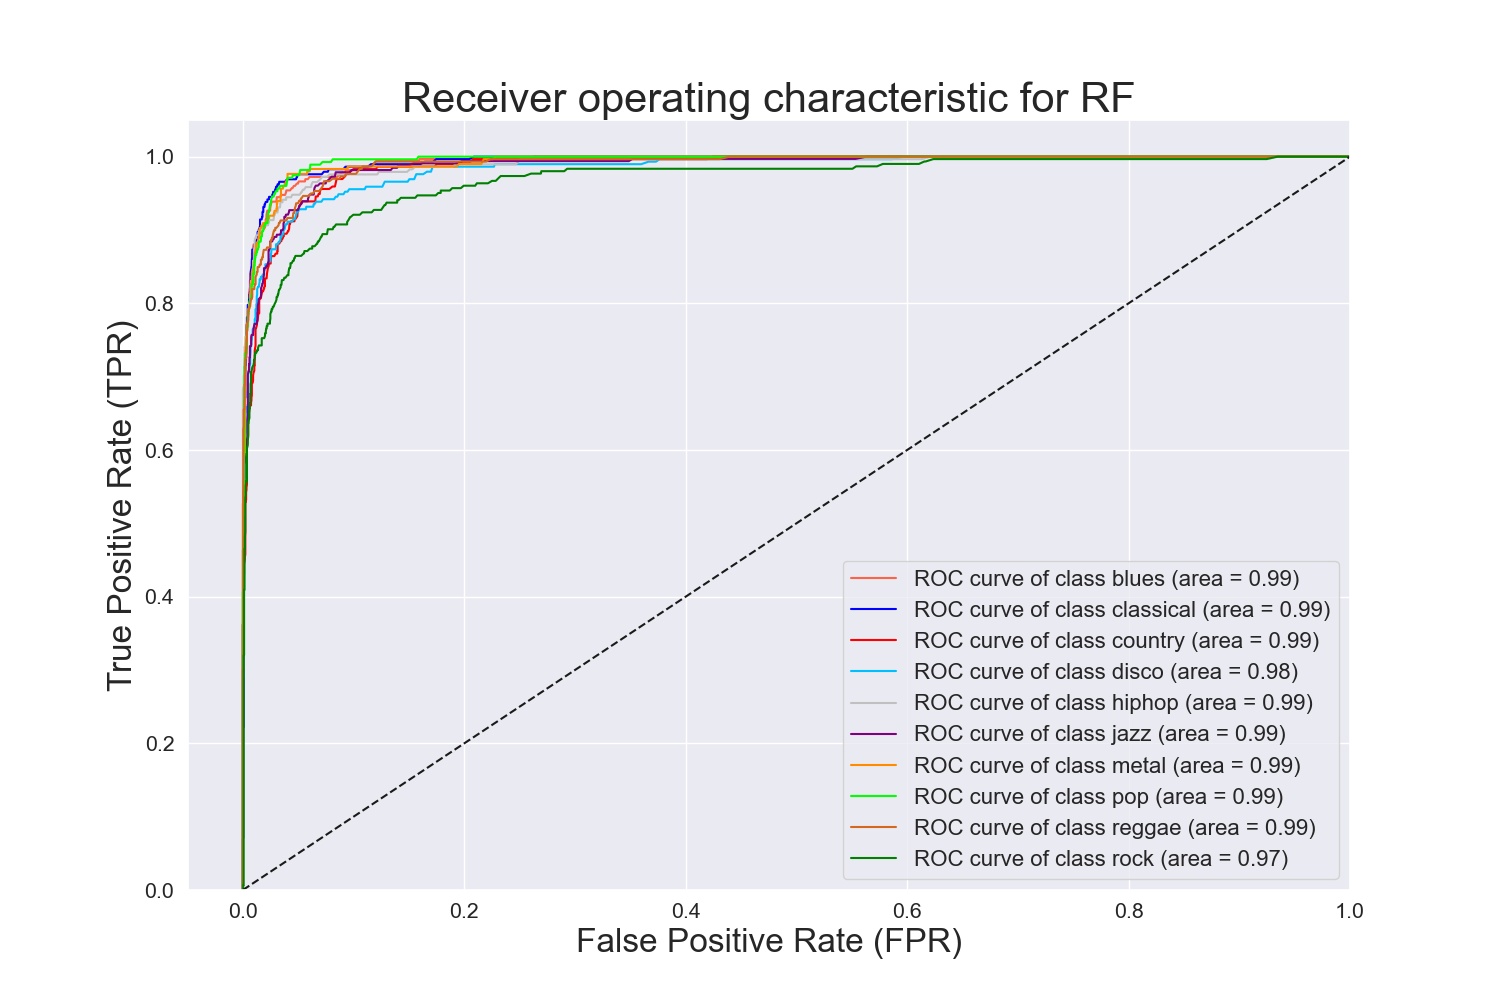 Receiver operating characteristic for RF
1.0
0.8
0.6
0.4
0.2
0.0
True Positive Rate (TPR)
ROC curve of class blues (area = 0.99)
ROC curve of class classical (area = 0.99)
ROC curve of class country (area = 0.99)
ROC curve of class disco (area = 0.98)
ROC curve of class hiphop (area = 0.99)
ROC curve of class jazz (area = 0.99)
ROC curve of class metal (area = 0.99)
ROC curve of class pop (area = 0.99)
ROC curve of class reggae (area = 0.99)
ROC curve of class rock (area = 0.97)
0.0 0.2 0.4 0.6 0.8 1.0
False Positive Rate (FPR)